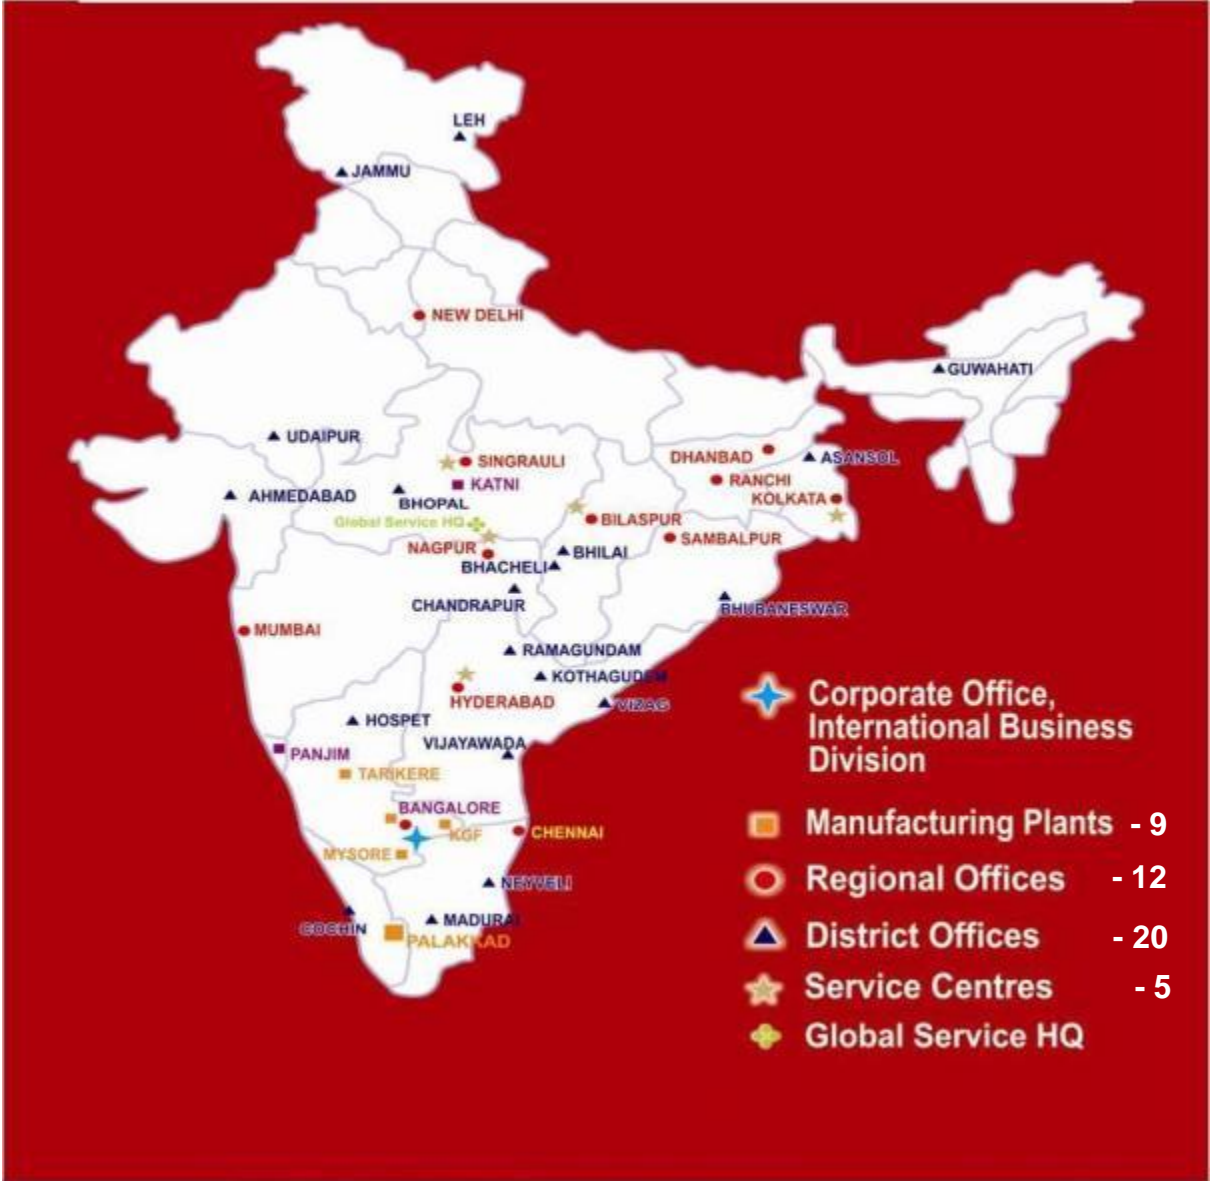 LEH
JAMMU
NEW DELHI
GUWAHATI
UDAIPUR
DHANBAD
ASANSOL
SINGRAULI
RANCHI
KATNI
AHMEDABAD
KOLKATA
BHOPAL
Global Service HQ
BILASPUR
SAMBALPUR
NAGPUR
BHILAI
BHACHELI
CHANDRAPUR
BHUBANESWAR
MUMBAI
RAMAGUNDAM
KOTHAGUDEM
HYDERABAD
VIZAG
HOSPET
VIJAYAWADA
PANJIM
TARIKERE
BANGALORE
KGF
CHENNAI
MYSORE
NEYVELI
COCHIN
MADURAI
PALAKKAD
Corporate Office,
International Business
Division
Manufacturing Plants - 9
Regional Offices - 12
District Offices - 20
Service Centres - 5
Global Service HQ